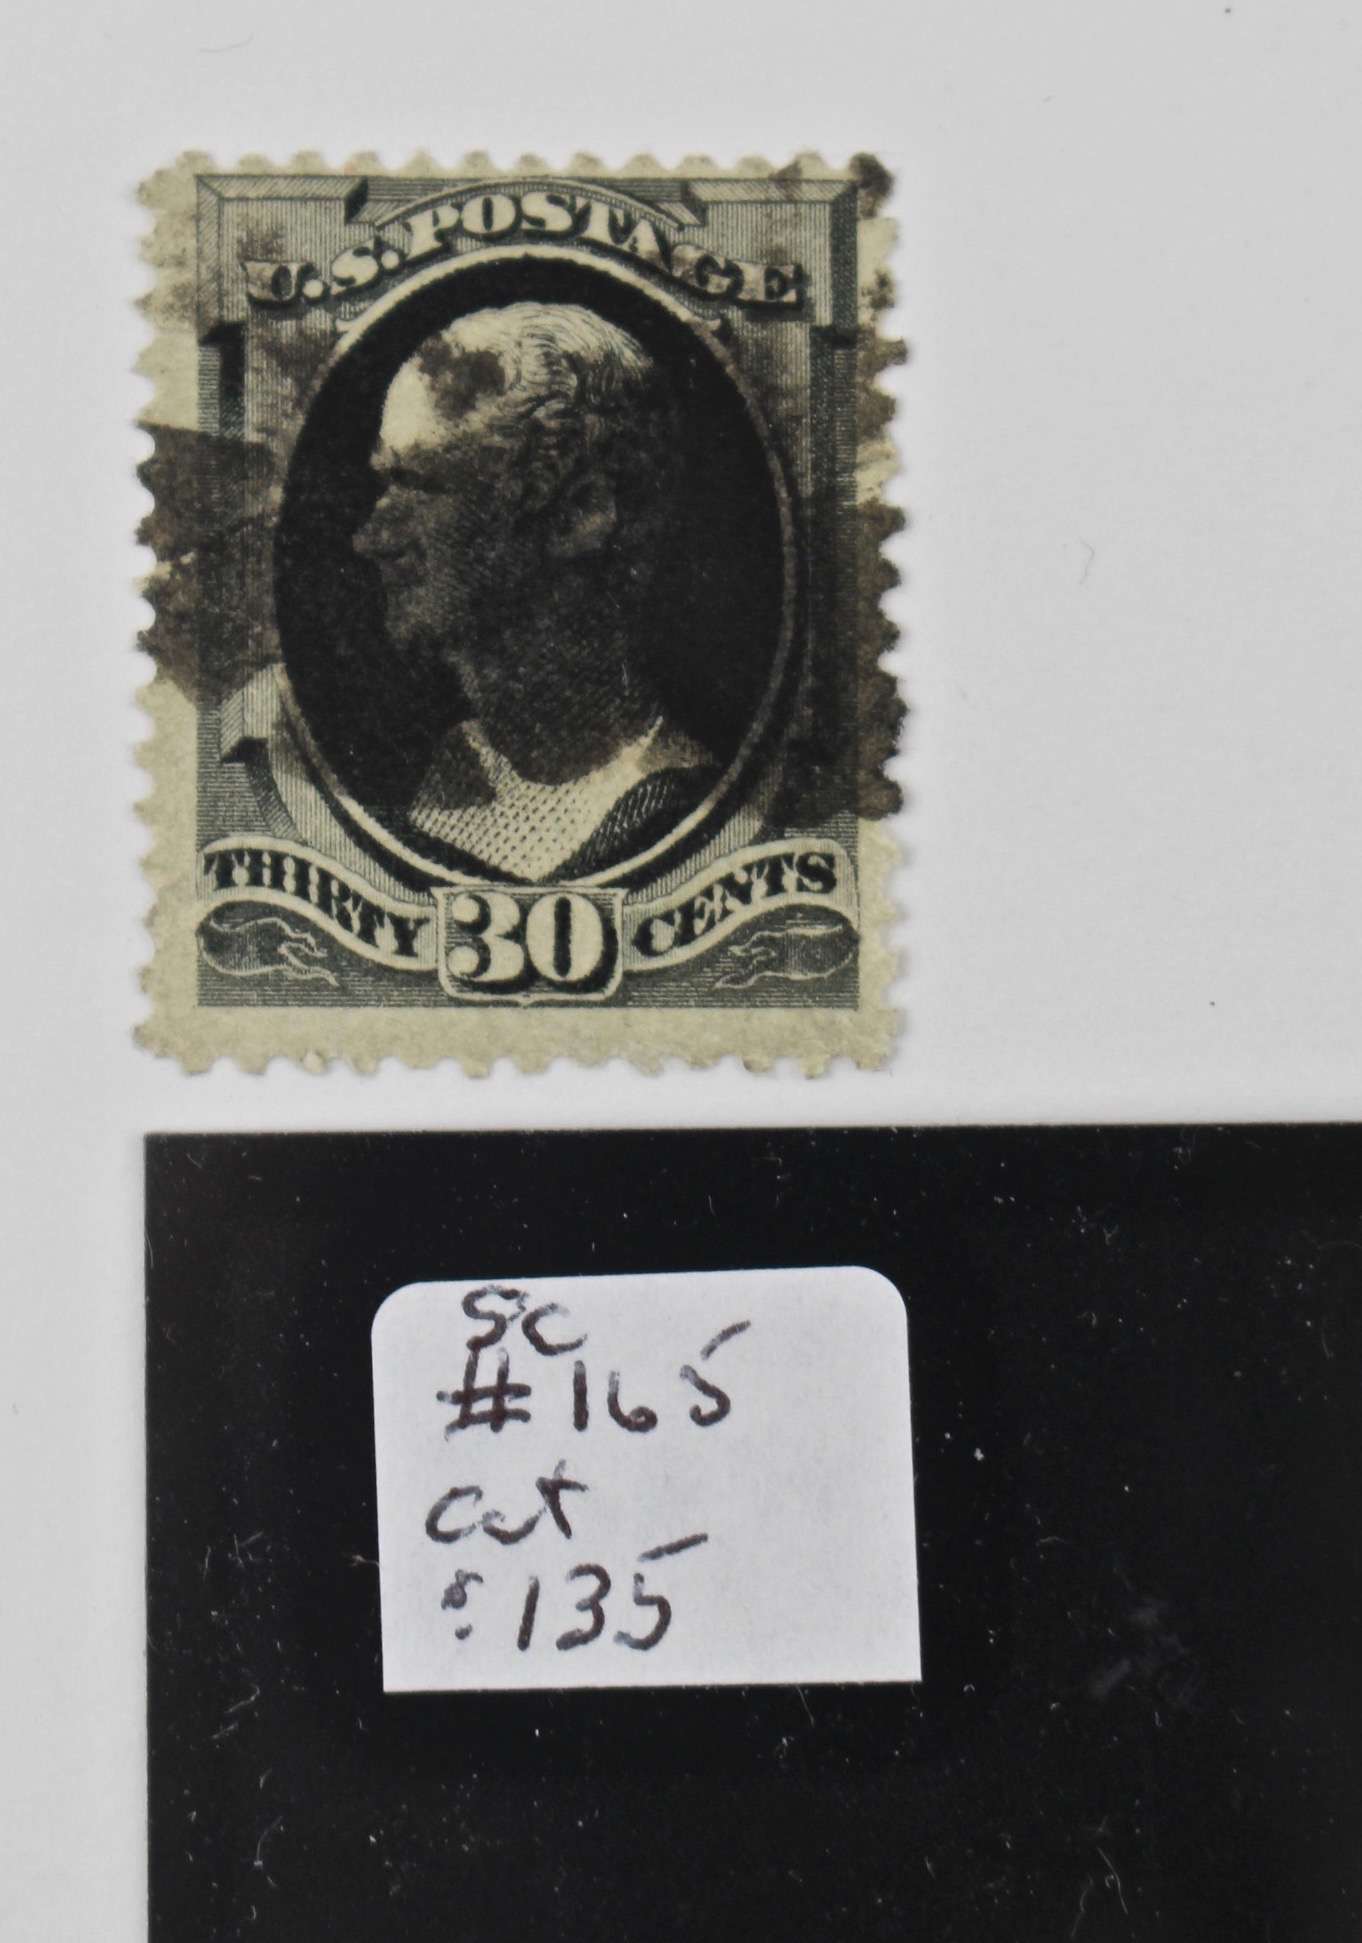 U.S. POSTAGE
THIRTY 30 CENTS
SC
#165
Cat
$135